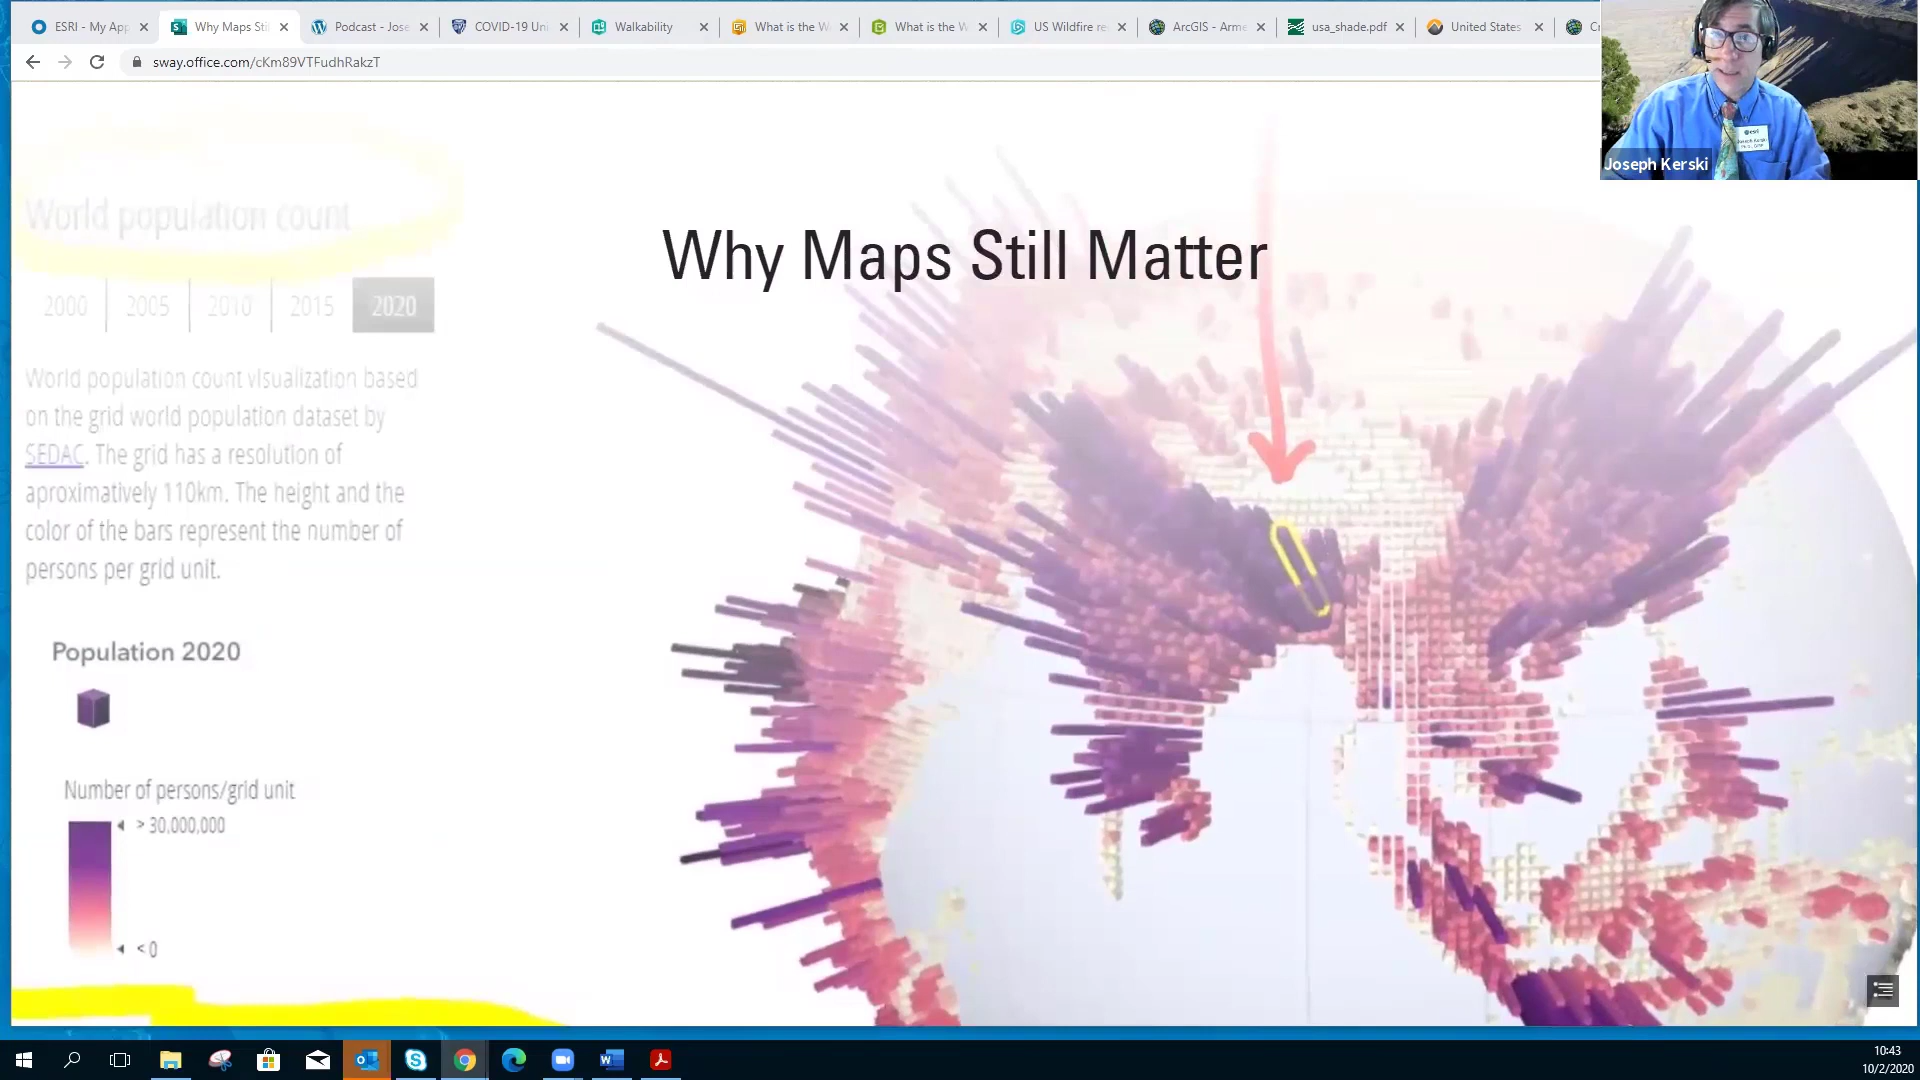 ESRI - My App
Why Maps Sti
Podcast - Jose
COVID-19 Uni
Walkability
What is the W
What is the W
US Wildfire re
ArcGIS - Arme
usa_shade.pdf
United States
sway.office.com/cKm89VTFudhRakzT
esri
Joseph Kerski
World population count
Why Maps Still Matter
2000
2005
2010
2015
2020
World population count visualization based
on the grid world population dataset by
SEDAC. The grid has a resolution of
aproximatively 110km. The height and the
color of the bars represent the number of
persons per grid unit.
Population 2020
Number of persons/grid unit
> 30,000,000
< 0
10:43
10/2/2020